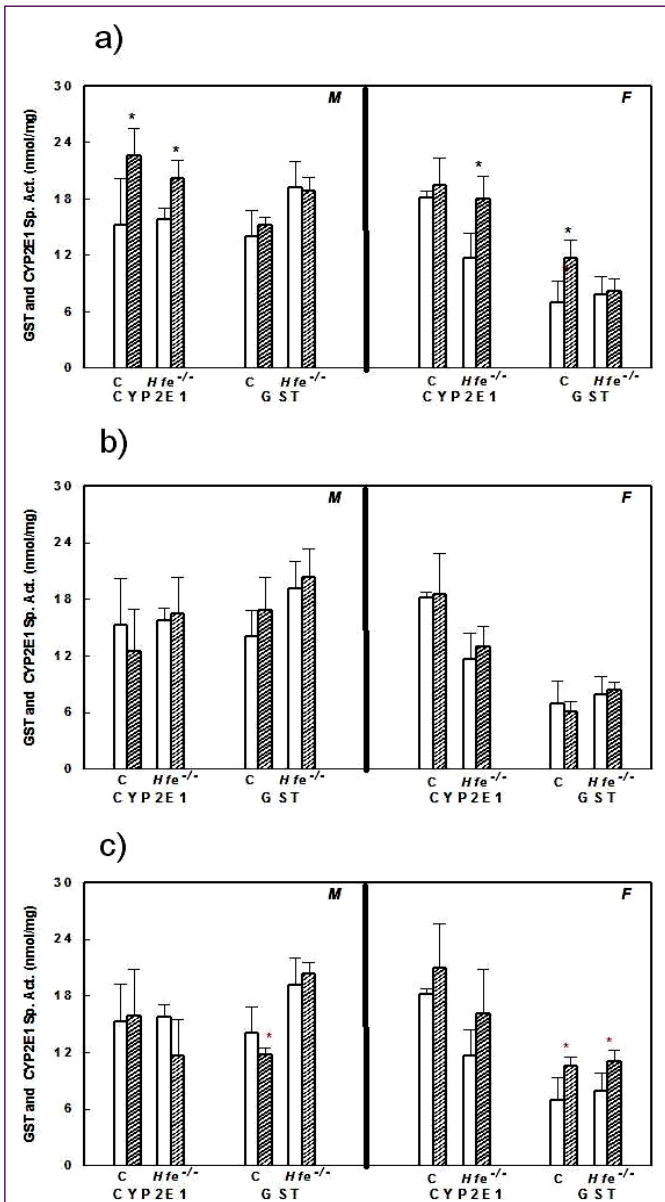 a)
GST and CYP2E1 Sp. Act. (nmol/mg)
30
24
18
12
6
0
M
F
*
*
*
*
C Hfe-/- C Hfe-/- C Hfe-/- C Hfe-/-
CYP2E1 GST CYP2E1 GST
b)
GST and CYP2E1 Sp. Act. (nmol/mg)
30
24
18
12
6
0
M
F
C Hfe-/- C Hfe-/- C Hfe-/- C Hfe-/-
CYP2E1 GST CYP2E1 GST
c)
GST and CYP2E1 Sp. Act. (nmol/mg)
30
24
18
12
6
0
M
F
*
*
*
C Hfe-/- C Hfe-/- C Hfe-/- C Hfe-/-
CYP2E1 GST CYP2E1 GST